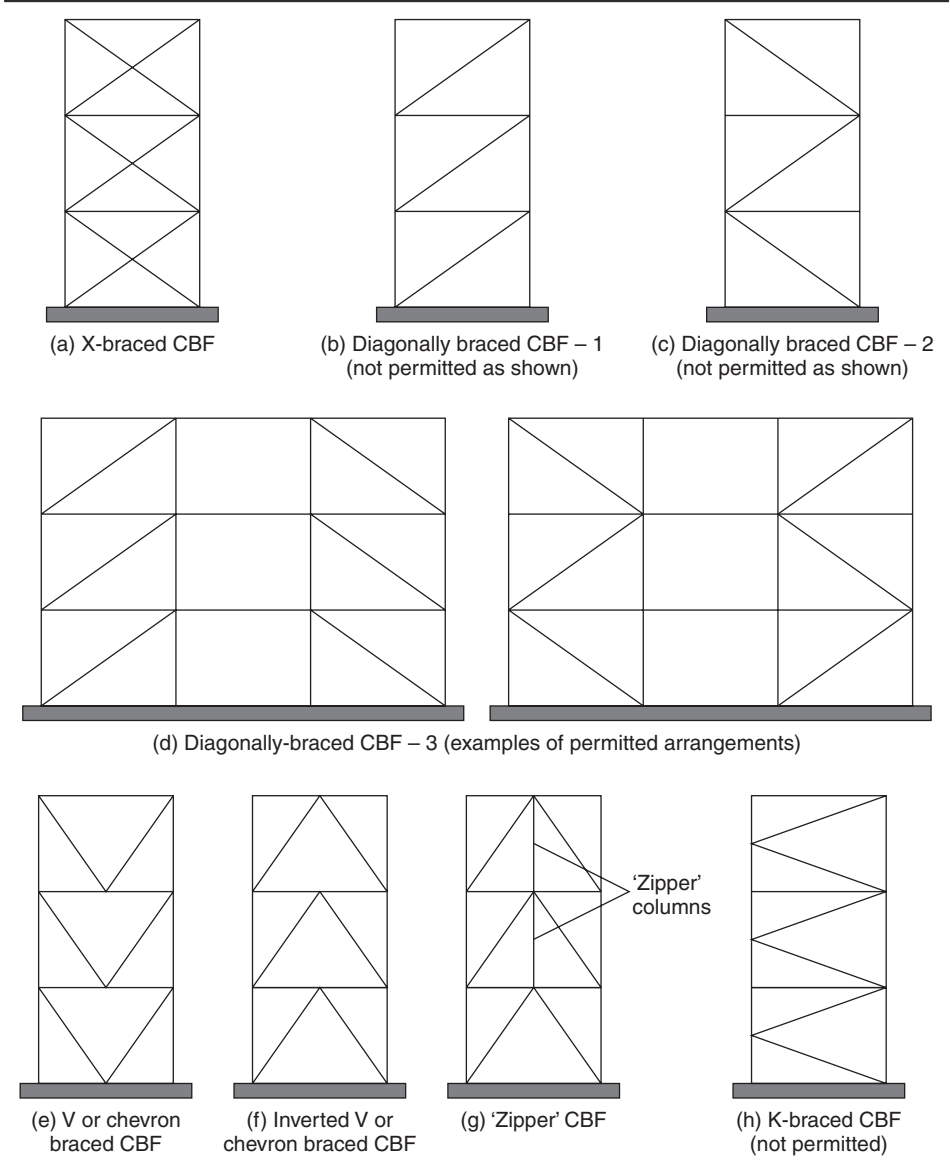 (a) X-braced CBF
(b) Diagonally braced CBF – 1
(not permitted as shown)
(c) Diagonally braced CBF – 2
(not permitted as shown)
(d) Diagonally-braced CBF – 3 (examples of permitted arrangements)
‘Zipper’
columns
(e) V or chevron
braced CBF
(f) Inverted V or
chevron braced CBF
(g) ‘Zipper’ CBF
(h) K-braced CBF
(not permitted)